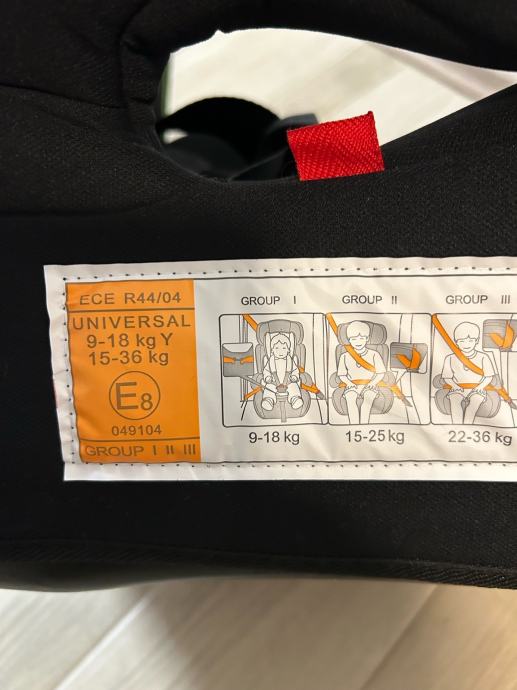 ECE R44/04
UNIVERSAL
9-18 kg Y
15-36 kg
E8
049104
GROUP I II III
GROUP I
9-18 kg
GROUP II
15-25 kg
GROUP III
22-36 kg